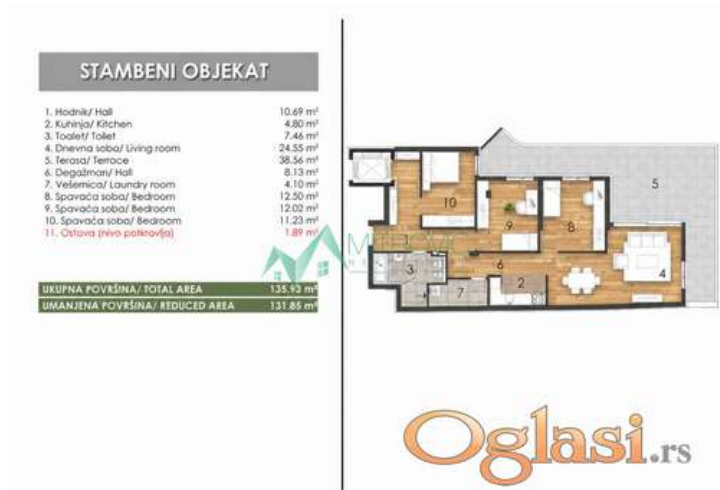 STAMBENI OBJEKAT
1. Hodnik/ Hall 10.69 m²
2. Kuhinja/ Kitchen 4.80 m²
3. Toalet/ Toilet 7.46 m²
4. Dnevna soba/ Living room 24.55 m²
5. Terasa/ Terrace 38.56 m²
6. Degažman/ Hall 8.13 m²
7. Vešernica/ Laundry room 4.10 m²
8. Spavaća soba/ Bedroom 12.50 m²
9. Spavaća soba/ Bedroom 12.02 m²
10. Spavaća soba/ Bedroom 11.23 m²
11. Ostava (nivo potkrovlja) 1.89 m²
UKUPNA POVRŠINA/ TOTAL AREA 135.93 m²
UMANJENA POVRŠINA/ REDUCED AREA 131.85 m²
5
10
9
8
3
6
4
7
2
Oglasi.rs